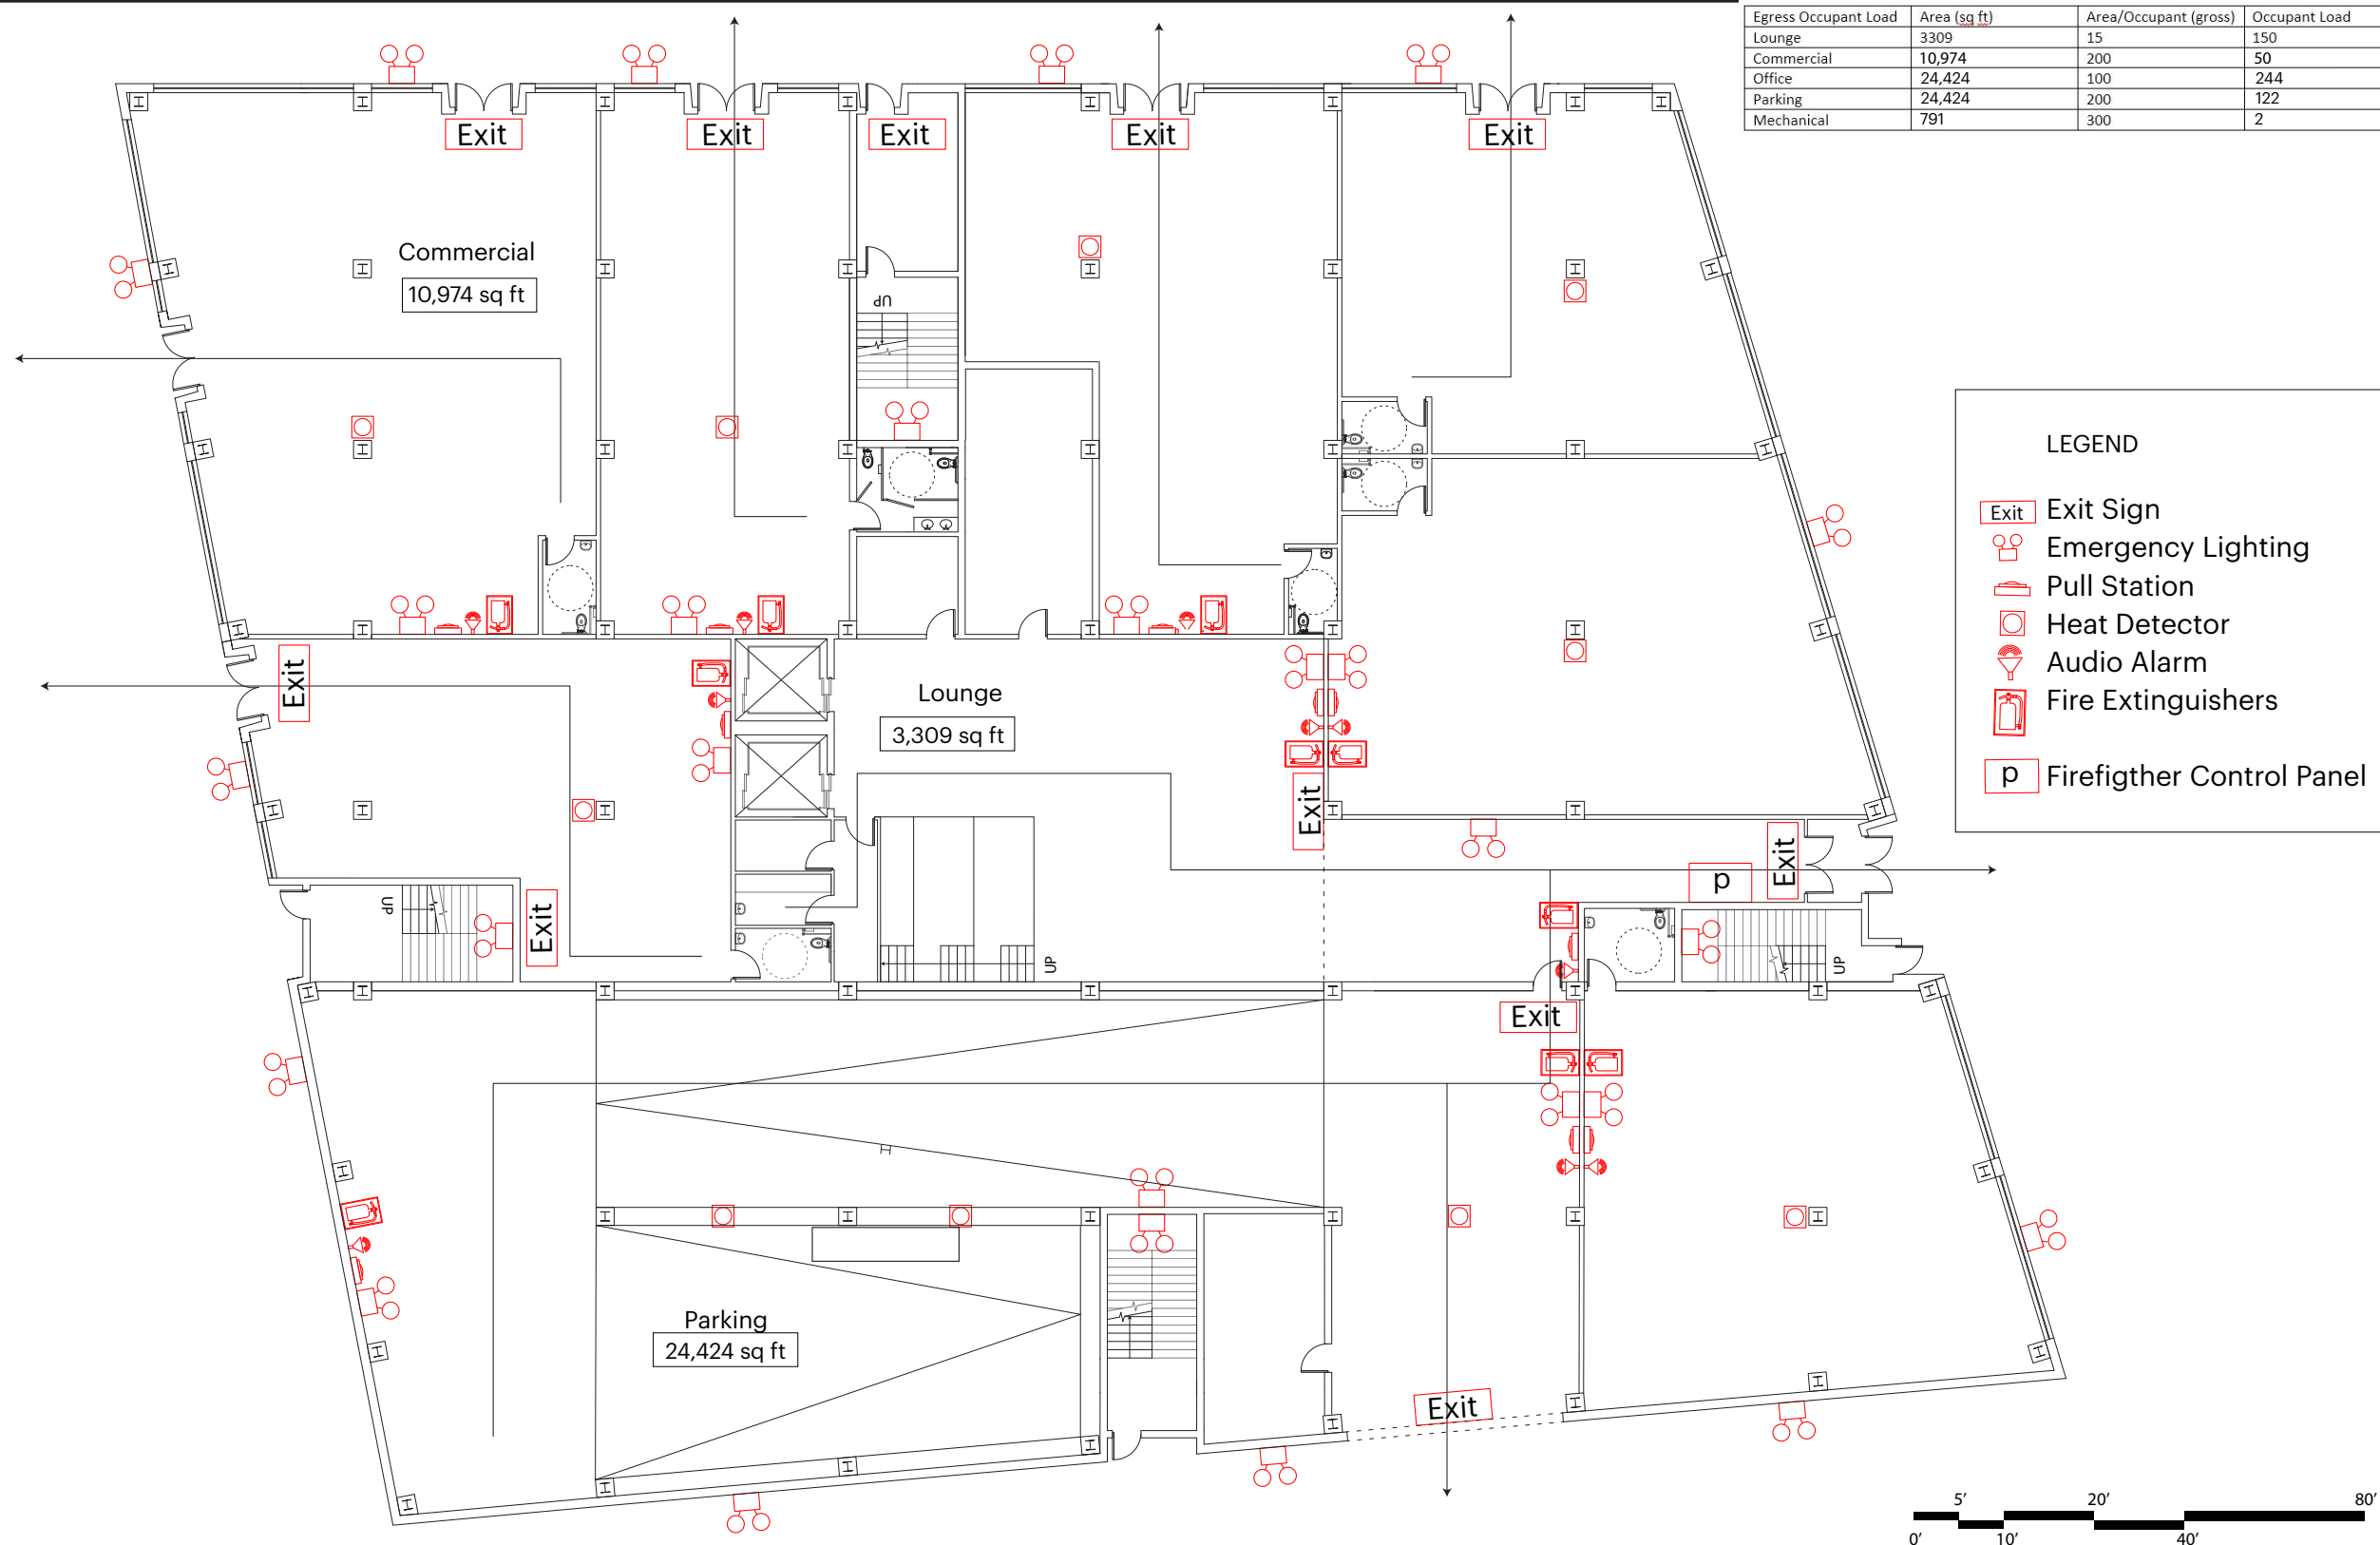 Egress Occupant Load Area (sq ft) Area/Occupant (gross) Occupant Load
Lounge 3309 15 150
Commercial 10,974 200 50
Office 24,424 100 244
Parking 24,424 200 122
Mechanical 791 300 2
Exit Exit Exit Exit Exit
Commercial
10,974 sq ft
UP
LEGEND
Exit Exit Sign
Emergency Lighting
Pull Station
Heat Detector
Audio Alarm
Fire Extinguishers
p Firefigther Control Panel
Exit
Lounge
3,309 sq ft
Exit
Exit
p
UP
Exit
UP
UP
Exit
Parking
24,424 sq ft
Exit
5' 20' 80'
0' 10' 40'